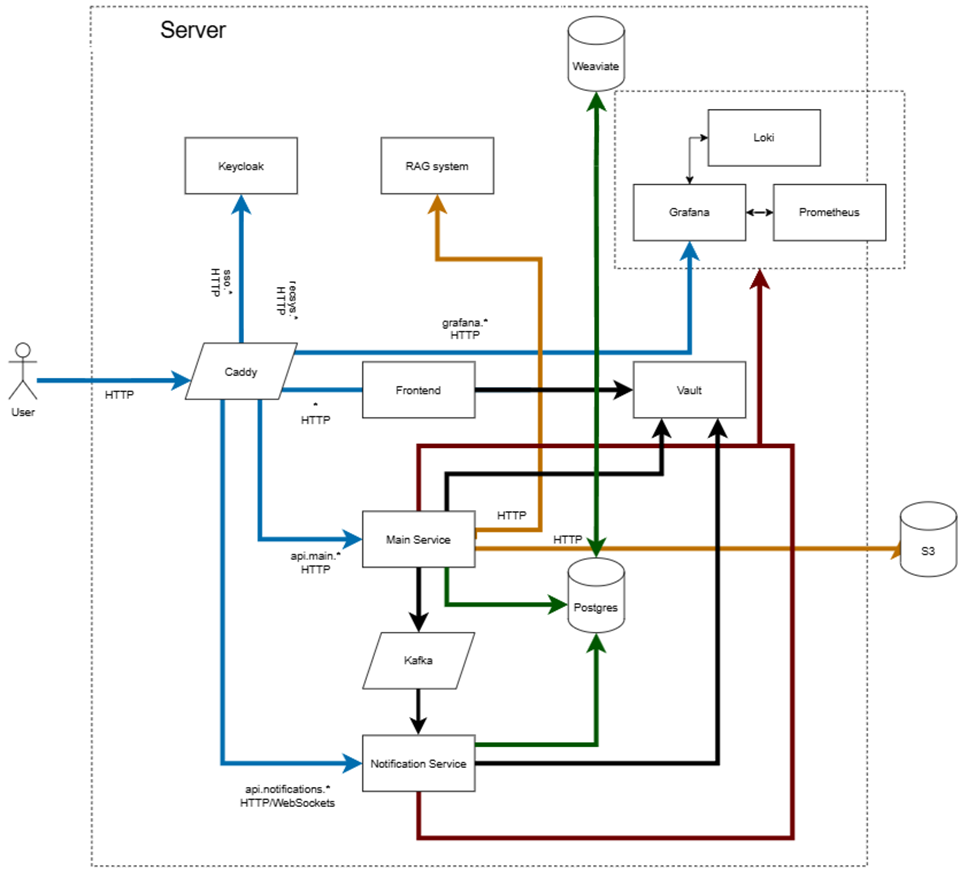 Server
Weaviate
Loki
Keycloak
RAG system
Grafana
Prometheus
sso.*
HTTP
recsys.*
HTTP
grafana.*
HTTP
Caddy
Frontend
Vault
User
HTTP
*
HTTP
HTTP
Main Service
HTTP
api.main.*
HTTP
S3
Postgres
Kafka
Notification Service
api.notifications.*
HTTP/WebSockets